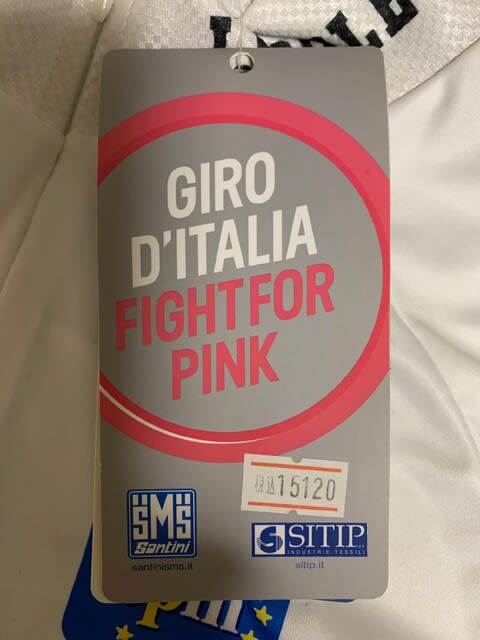 GIRO
D'ITALIA
FIGHT FOR
PINK
税込15120
SMS
Santini
santinisms.it
SITIP
INDUSTRIE TESSILI
sitip.it